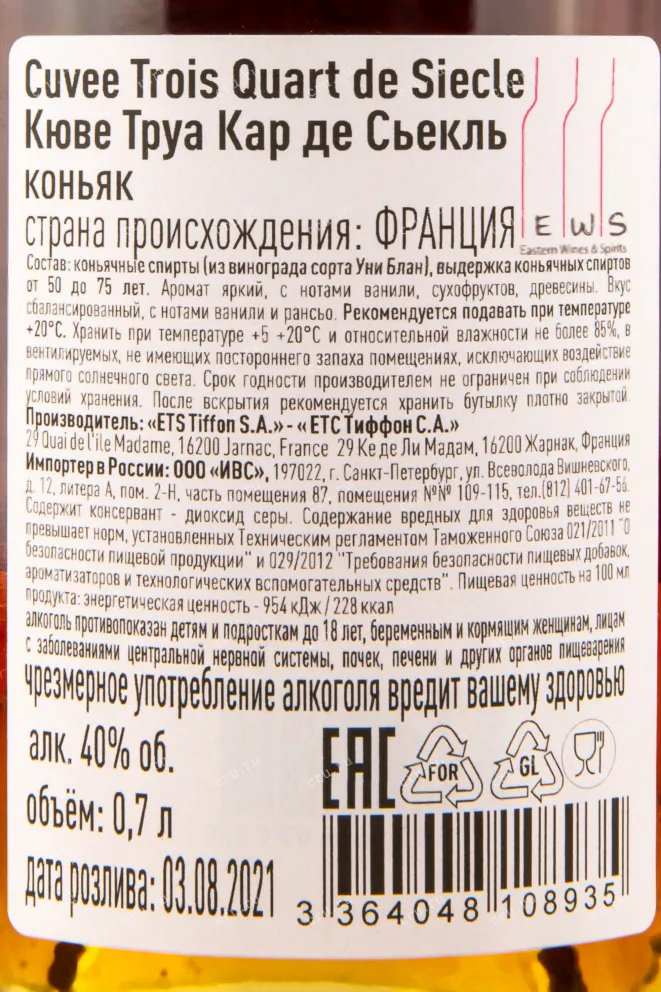 Cuvee Trois Quart de Siecle
Кюве Труа Кар де Сьекль
коньяк
страна происхождения: ФРАНЦИЯ
E W S
Eastern Wines & Spirits
Состав: коньячные спирты (из винограда сорта Уни Блан), выдержка коньячных спиртов
от 50 до 75 лет. Аромат яркий, с нотами ванили, сухофруктов, древесины. Вкус
сбалансированный, с нотами ванили и рансьо. Рекомендуется подавать при температуре
+20°C. Хранить при температуре +5 +20°C и относительной влажности не более 85%, в
вентилируемых, не имеющих постороннего запаха помещениях, исключающих воздействие
прямого солнечного света. Срок годности производителем не ограничен при соблюдении
условий хранения. После вскрытия рекомендуется хранить бутылку плотно закрытой.
Производитель: «ETS Tiffon S.A.» - « ЕТС Тиффон С.А.»
29 Quai de l'ile Madame, 16200 Jarnac, France 29 Ке де Ли Мадам, 16200 Жарнак, Франция
Импортер в России: ООО «ИВС», 197022, г. Санкт-Петербург, ул. Всеволода Вишневского,
д. 12, литера А, пом. 2-Н, часть помещения 87, помещения №№ 109-115, тел.(812) 401-67-56.
Содержит консервант - диоксид серы. Содержание вредных для здоровья веществ не
превышает норм, установленных Техническим регламентом Таможенного Союза 021/2011 "О
безопасности пищевой продукции" и 029/2012 "Требования безопасности пищевых добавок,
ароматизаторов и технологических вспомогательных средств". Пищевая ценность на 100 мл
продукта: энергетическая ценность - 954 кДж / 228 ккал
алкоголь противопоказан детям и подросткам до 18 лет, беременным и кормящим женщинам, лицам
с заболеваниями центральной нервной системы, почек, печени и других органов пищеварения
чрезмерное употребление алкоголя вредит вашему здоровью
алк. 40% об.
объём: 0,7 л
дата розлива: 03.08.2021
EAC
FOR
GL
3 364048 108935